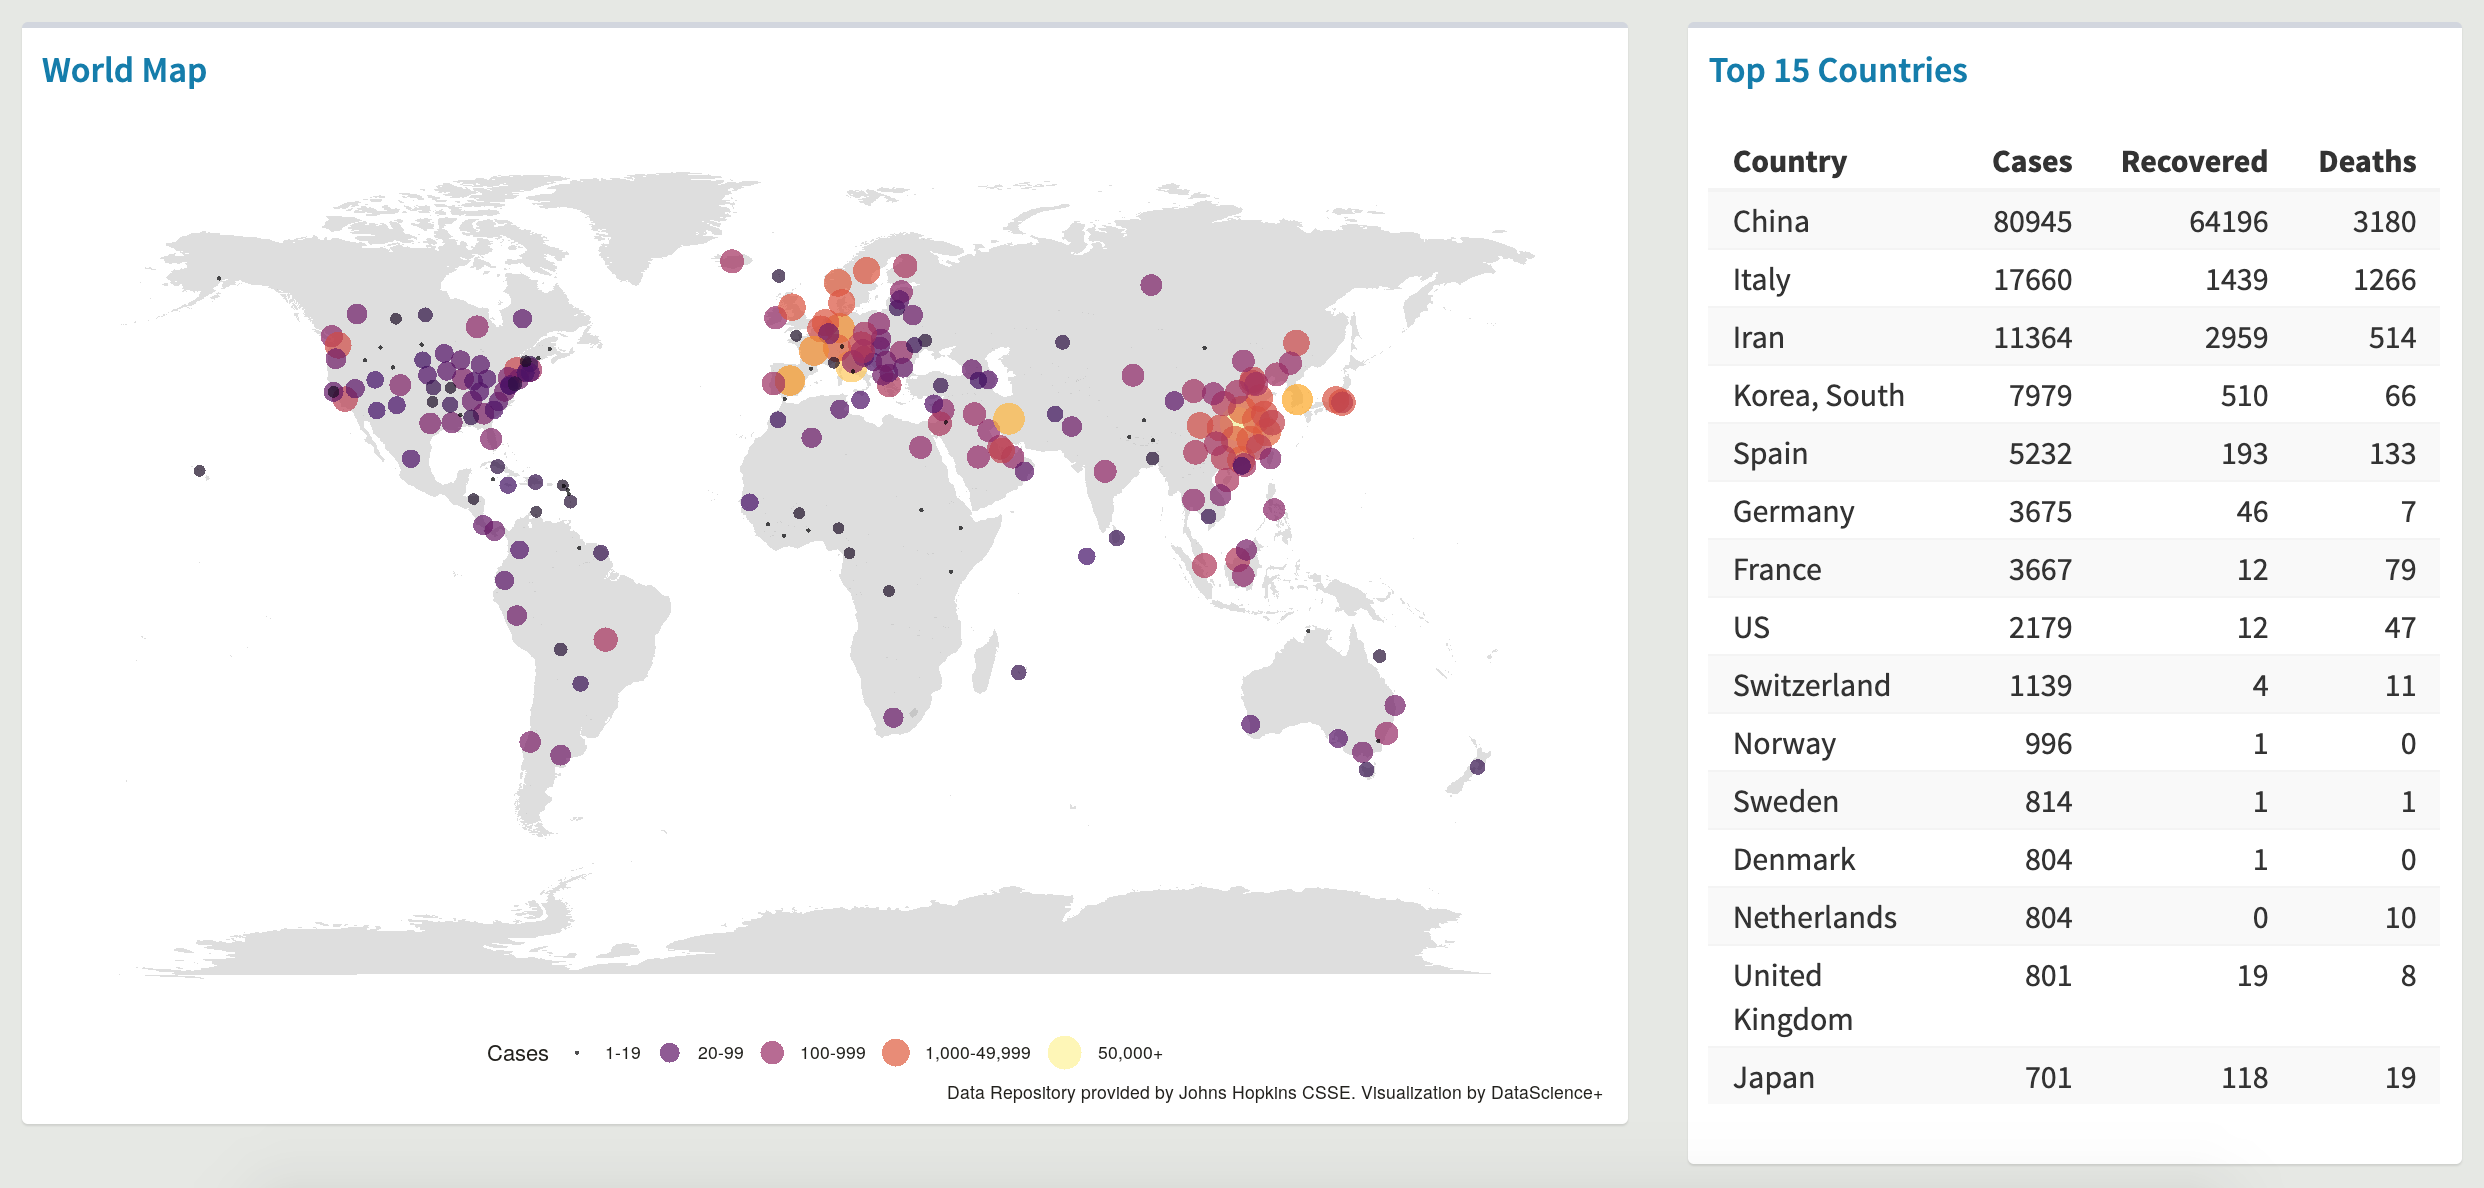 World Map
Cases 1-19 20-99 100-999 1,000-49,999 50,000+
Data Repository provided by Johns Hopkins CSSE. Visualization by DataScience+
Top 15 Countries
Country Cases Recovered Deaths
China 80945 64196 3180
Italy 17660 1439 1266
Iran 11364 2959 514
Korea, South 7979 510 66
Spain 5232 193 133
Germany 3675 46 7
France 3667 12 79
US 2179 12 47
Switzerland 1139 4 11
Norway 996 1 0
Sweden 814 1 1
Denmark 804 1 0
Netherlands 804 0 10
United 801 19 8
Kingdom
Japan 701 118 19